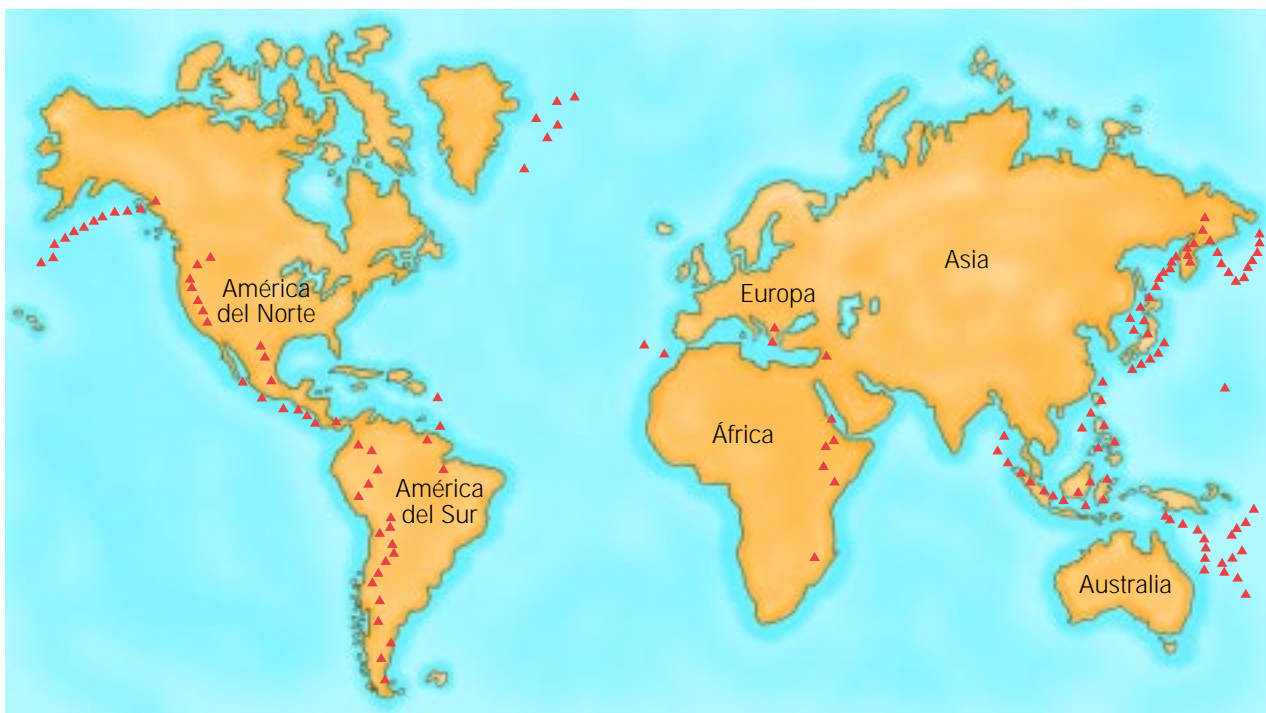 América
del Norte
Europa
Asia
África
América
del Sur
Australia